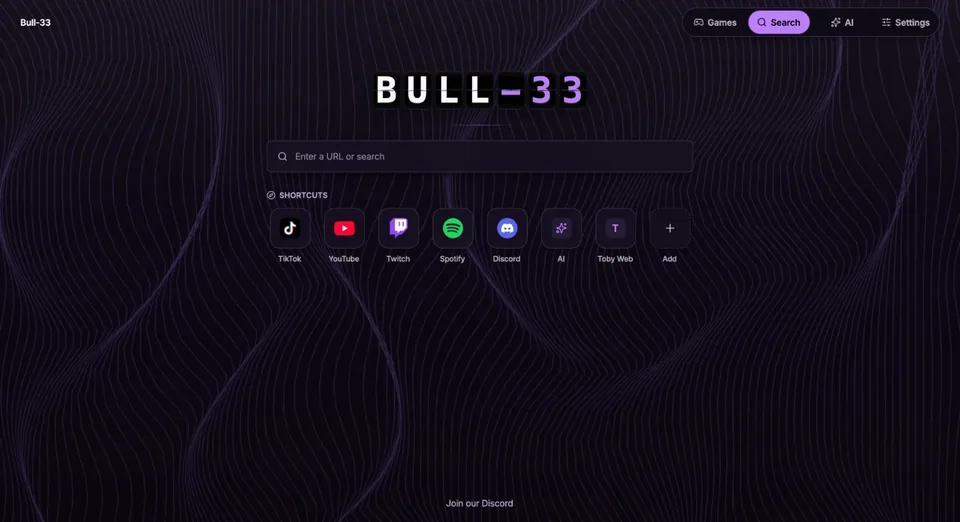 Bull-33
Games
Search
AI
Settings
BULL-33
Enter a URL or search
SHORTCUTS
TikTok
YouTube
Twitch
Spotify
Discord
AI
T
Toby Web
Add
Join our Discord